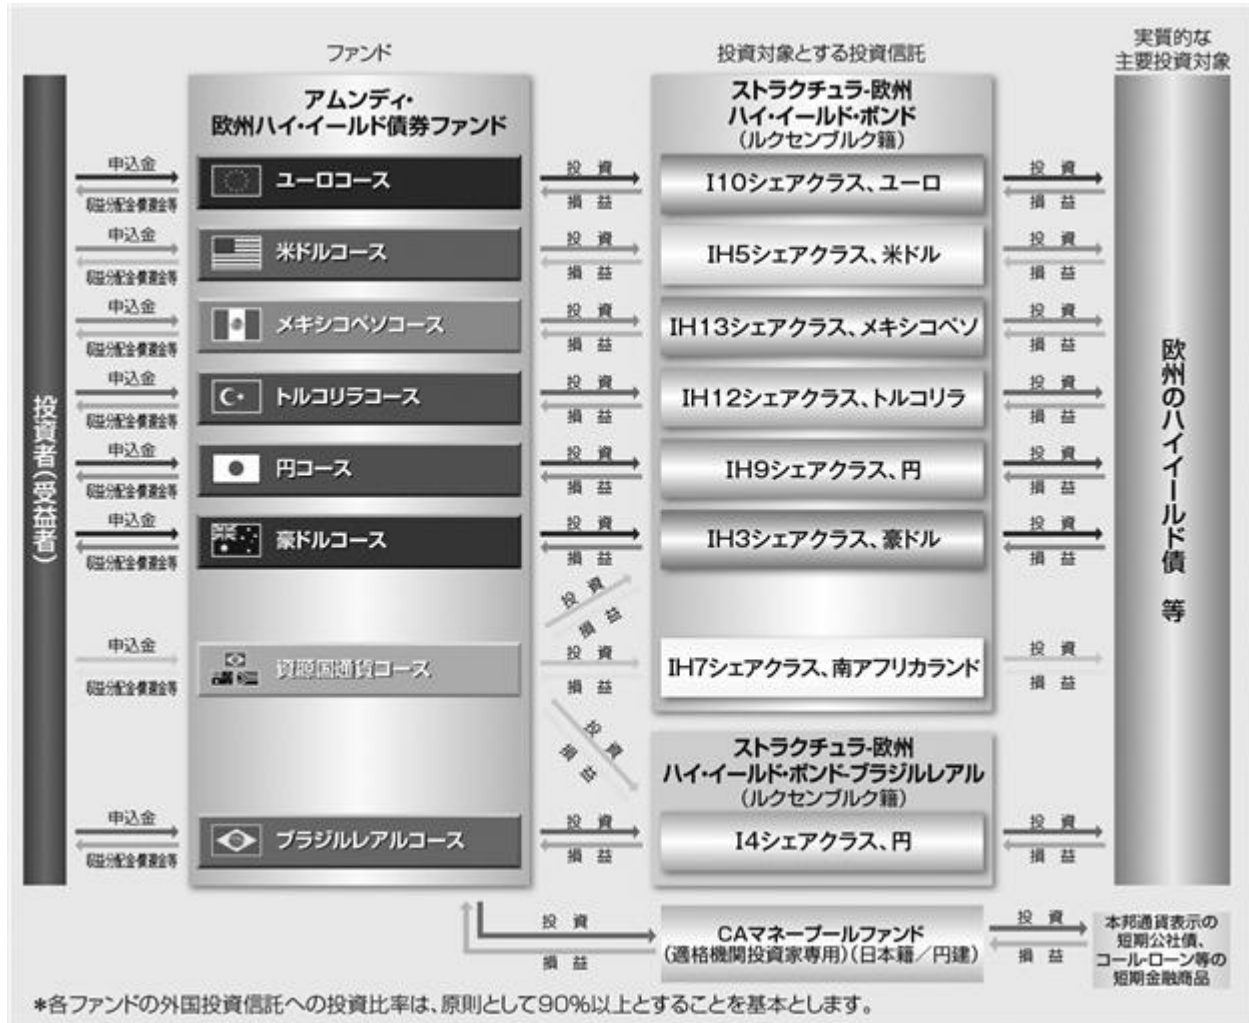 ファンド
投資対象とする投資信託
実質的な
主要投資対象
アムンディ・
欧州ハイ・イールド債券ファンド
ストラクチュラ-欧州
ハイ・イールド・ボンド
(ルクセンブルク籍)
投資者(受益者)
欧州のハイイールド債 等
申込金
収益分配金・償還金等
ユーロコース
投 資
損 益
I10シェアクラス、ユーロ
投 資
損 益
申込金
収益分配金・償還金等
米ドルコース
投 資
損 益
IH5シェアクラス、米ドル
投 資
損 益
申込金
収益分配金・償還金等
メキシコペソコース
投 資
損 益
IH13シェアクラス、メキシコペソ
投 資
損 益
申込金
収益分配金・償還金等
トルコリラコース
投 資
損 益
IH12シェアクラス、トルコリラ
投 資
損 益
申込金
収益分配金・償還金等
円コース
投 資
損 益
IH9シェアクラス、円
投 資
損 益
申込金
収益分配金・償還金等
豪ドルコース
投 資
損 益
IH3シェアクラス、豪ドル
投 資
損 益
投 資
損 益
申込金
収益分配金・償還金等
資源国通貨コース
投 資
損 益
IH7シェアクラス、南アフリカランド
投 資
損 益
投 資
損 益
ストラクチュラ-欧州
ハイ・イールド・ボンド-ブラジルレアル
(ルクセンブルク籍)
申込金
収益分配金・償還金等
ブラジルレアルコース
投 資
損 益
I4シェアクラス、円
投 資
損 益
投 資
損 益
CAマネープールファンド
(適格機関投資家専用)(日本籍/円建)
投 資
損 益
本邦通貨表示の
短期公社債、
コール・ローン等の
短期金融商品
*各ファンドの外国投資信託への投資比率は、原則として90%以上とすることを基本とします。